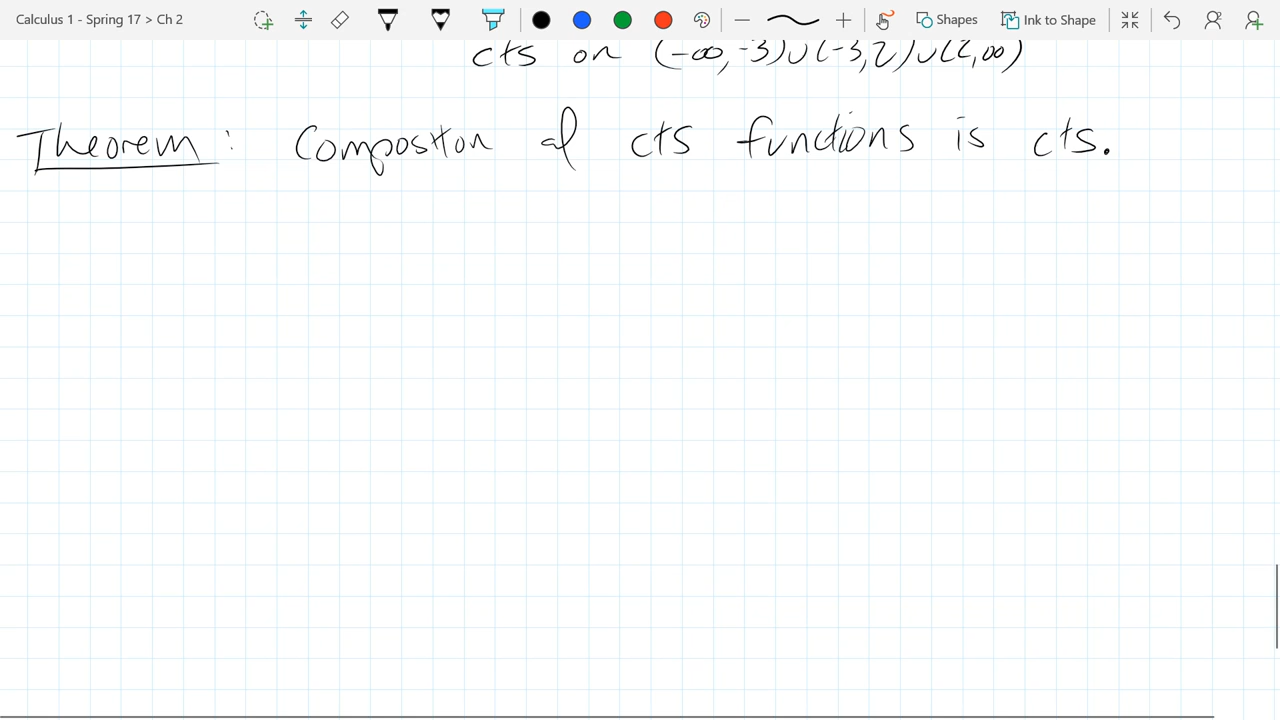 Calculus 1 - Spring 17 > Ch 2
Shapes
Ink to Shape
cts on (-∞,-3)∪(-3,2)∪(2,∞)
Theorem: Compostion of cts functions is cts.